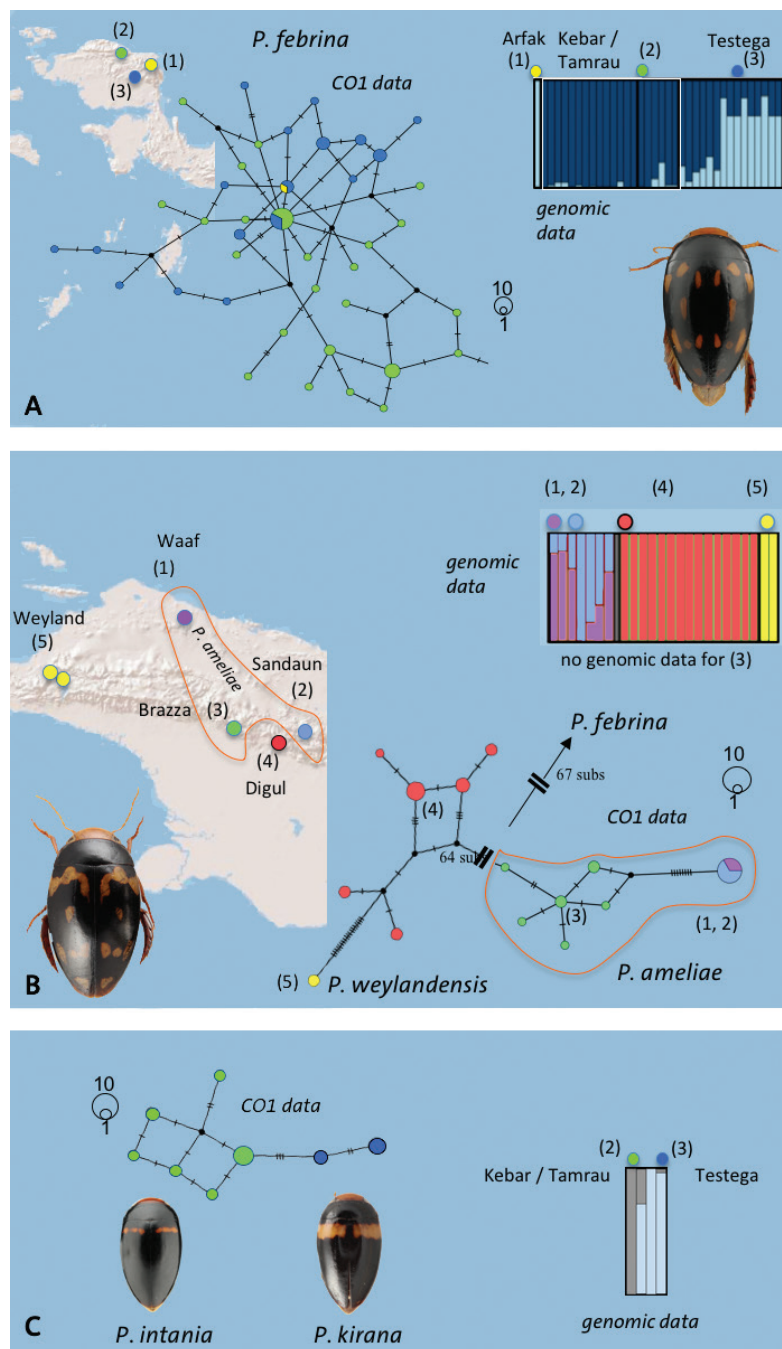 (2)
(1)
(3)
P. febrina
CO1 data
Arfak
(1)
Kebar /
Tamrau
(2)
Testega
(3)
genomic
data
10
1
A
Waaf
(1)
Weyland
(5)
P. ameliae
Sandaun
(2)
Brazza
(3)
(4)
Digul
(1, 2)
(4)
(5)
genomic
data
no genomic data for (3)
P. febrina
67 subs
10
1
CO1 data
(4)
64 sub
(3)
(1, 2)
(5)
P. weylandensis
P. ameliae
B
10
1
CO1 data
(2)
(3)
Kebar / Tamrau
Testega
P. intania
P. kirana
genomic data
C